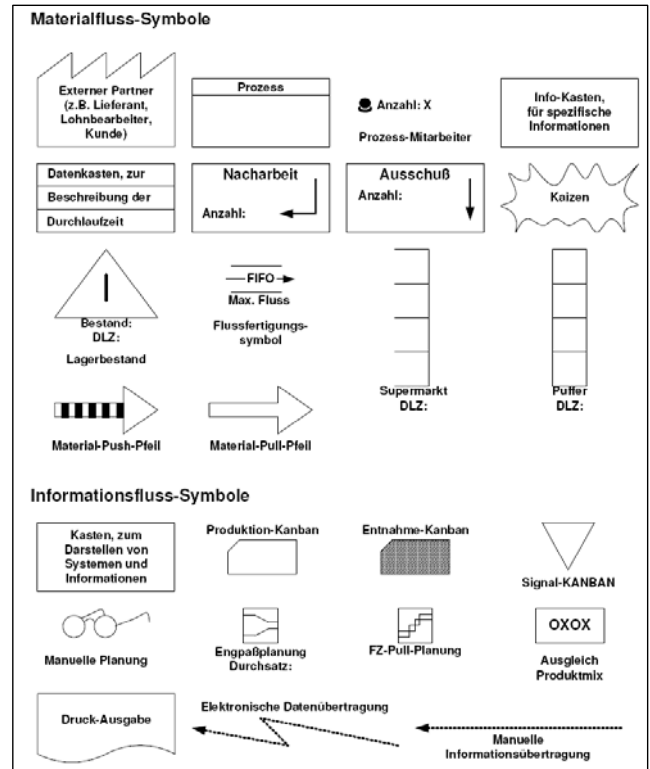 Materialfluss-Symbole
Externer Partner
(z.B. Lieferant,
Lohnbearbeiter,
Kunde)
Prozess
Anzahl: X
Prozess-Mitarbeiter
Info-Kasten,
für spezifische
Informationen
Datenkasten, zur
Beschreibung der
Durchlaufzeit
Nacharbeit
Anzahl:
Ausschuß
Anzahl:
Kaizen
I
Bestand:
DLZ:
Lagerbestand
FIFO
Max. Fluss
Flussfertigungs-
symbol
Supermarkt
DLZ:
Puffer
DLZ:
Material-Push-Pfeil
Material-Pull-Pfeil
Informationsfluss-Symbole
Kasten, zum
Darstellen von
Systemen und
Informationen
Produktion-Kanban
Entnahme-Kanban
Signal-KANBAN
Manuelle Planung
Engpaßplanung
Durchsatz:
FZ-Pull-Planung
OXOX
Ausgleich
Produktmix
Druck-Ausgabe
Elektronische Datenübertragung
Manuelle
Informationsübertragung